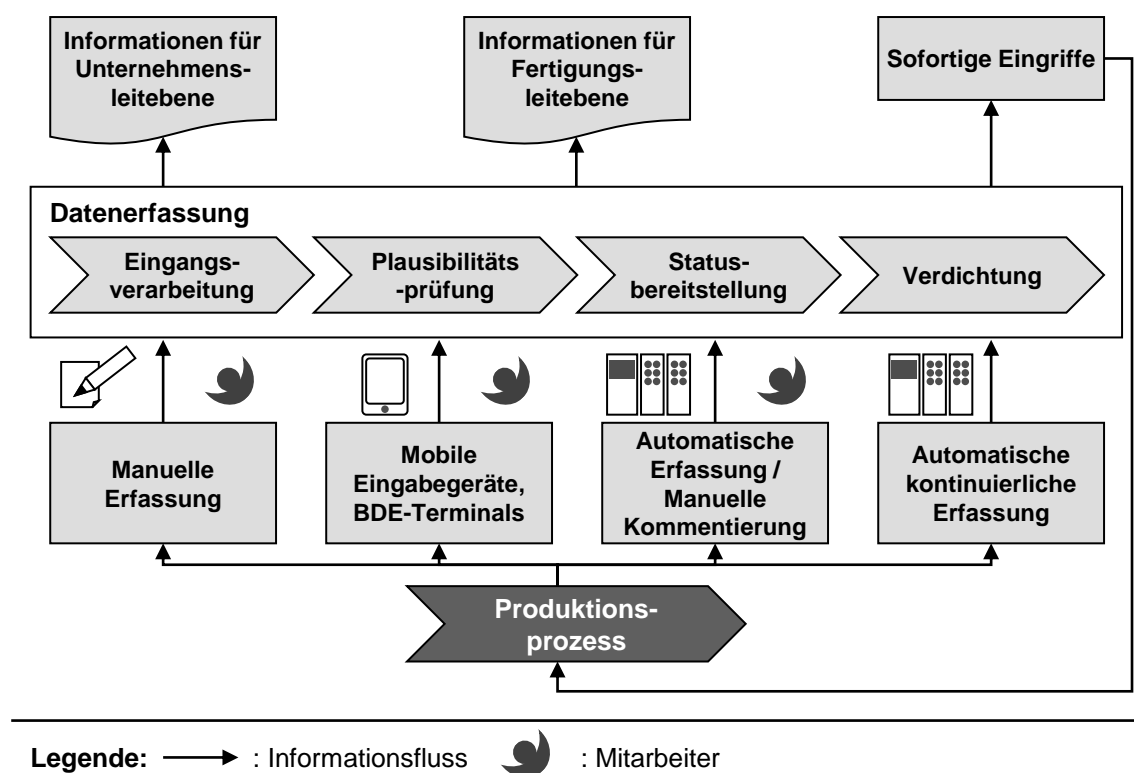 Informationen für
Unternehmens-
leitebene
Informationen für
Fertigungs-
leitebene
Sofortige Eingriffe
Datenerfassung
Eingangs-
verarbeitung
Plausibilitäts
-prüfung
Status-
bereitstellung
Verdichtung
Manuelle
Erfassung
Mobile
Eingabegeräte,
BDE-Terminals
Automatische
Erfassung /
Manuelle
Kommentierung
Automatische
kontinuierliche
Erfassung
Produktions-
prozess
Legende: : Informationsfluss : Mitarbeiter